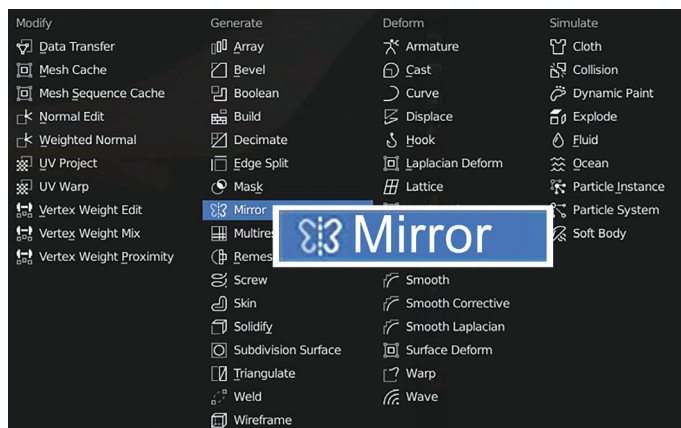 Modify
Data Transfer
Mesh Cache
Mesh Sequence Cache
Normal Edit
Weighted Normal
UV Project
UV Warp
Vertex Weight Edit
Vertex Weight Mix
Vertex Weight Proximity
Generate
Array
Bevel
Boolean
Build
Decimate
Edge Split
Mask
Mirror
Mirror
Screw
Skin
Solidify
Subdivision Surface
Triangulate
Weld
Wireframe
Deform
Armature
Cast
Curve
Displace
Hook
Laplacian Deform
Lattice
Smooth
Smooth Corrective
Smooth Laplacian
Surface Deform
Warp
Wave
Simulate
Cloth
Collision
Dynamic Paint
Explode
Fluid
Ocean
Particle Instance
Particle System
Soft Body